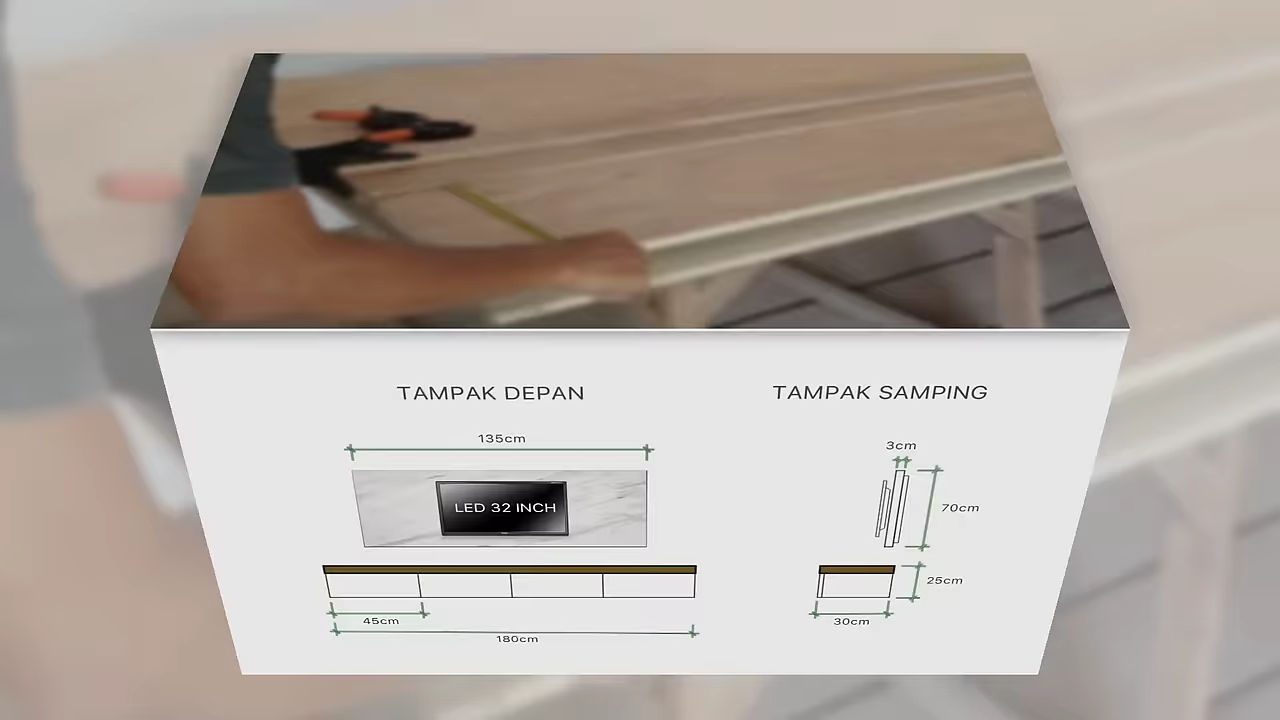 TAMPAK DEPAN
TAMPAK SAMPING
135cm
3cm
LED 32 INCH
70cm
25cm
45cm
30cm
180cm